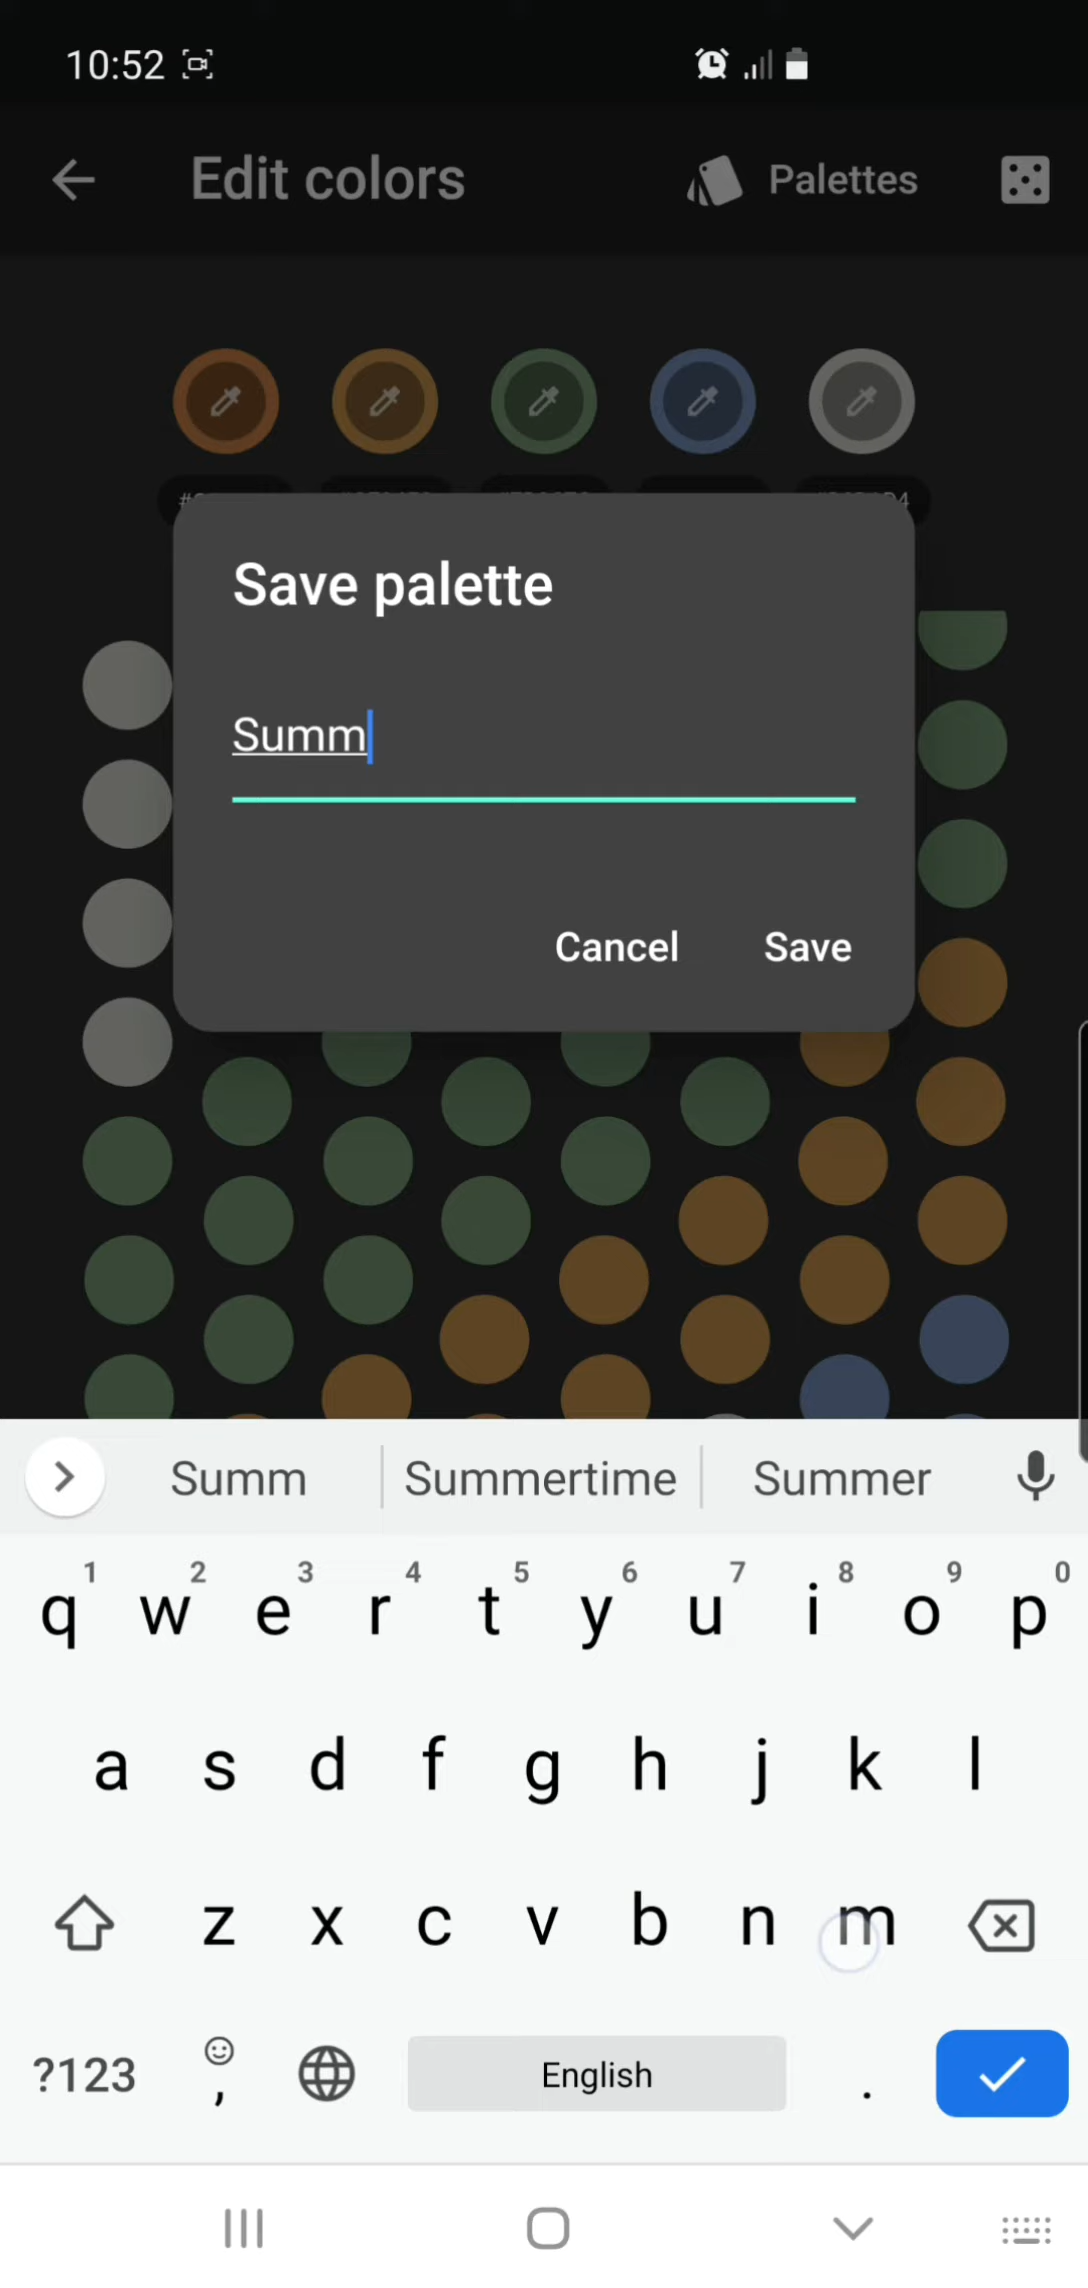 10:52
Edit colors
Palettes
Save palette
Summ
Cancel Save
Summ Summertime Summer
1 2 3 4 5 6 7 8 9 0
q w e r t y u i o p
a s d f g h j k l
z x c v b n m
?123 , English .